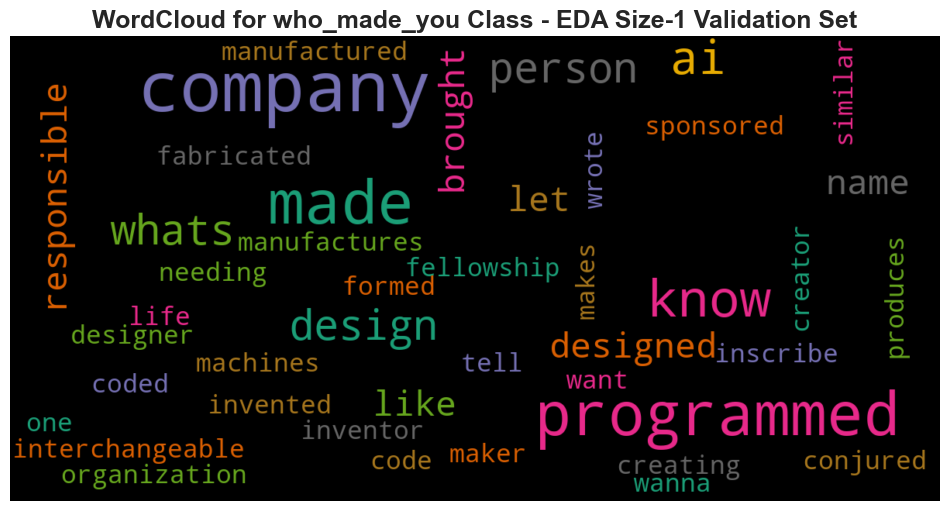 WordCloud for who_made_you Class - EDA Size-1 Validation Set
manufactured
company
brought
person
ai
similar
responsible
fabricated
sponsored
wrote
made
let
name
whats
manufactures
needing
fellowship
formed
makes
know
creator
produces
life
designer
design
designed
inscribe
machines
tell
coded
want
invented
like
programmed
one
inventor
interchangeable
code
maker
creating
conjured
organization
wanna